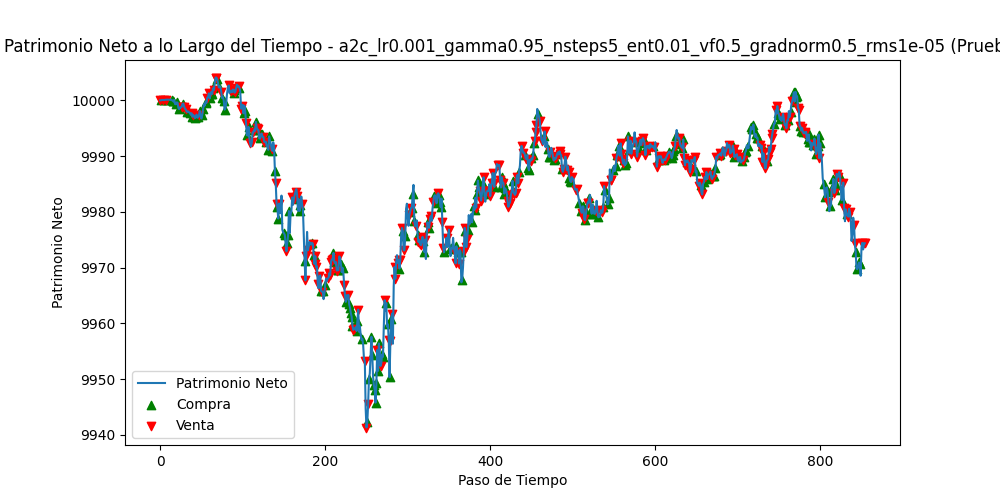 Patrimonio Neto a lo Largo del Tiempo - a2c_lr0.001_gamma0.95_nsteps5_ent0.01_vf0.5_gradnorm0.5_rms1e-05 (Prueb
10000
9990
9980
9970
9960
9950
9940
Patrimonio Neto
Patrimonio Neto
Compra
Venta
0 200 400 600 800
Paso de Tiempo